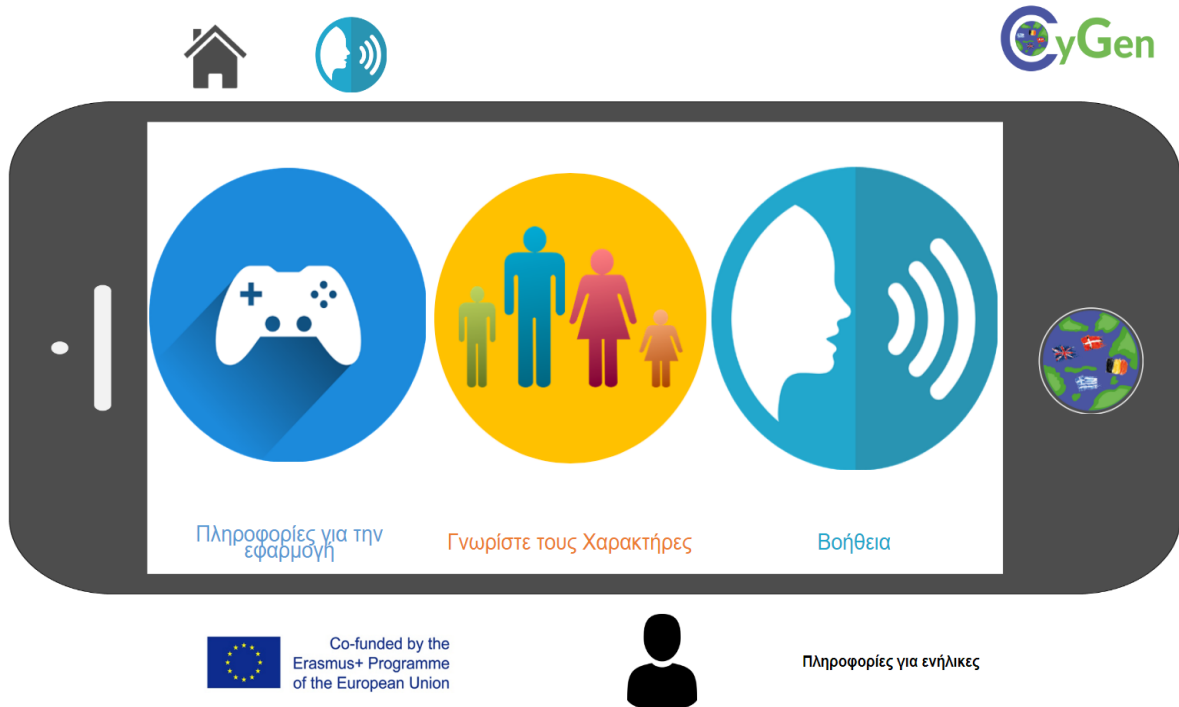 CyGen
Πληροφορίες για την
εφαρμογή
Γνωρίστε τους Χαρακτήρες
Βοήθεια
Co-funded by the
Erasmus+ Programme
of the European Union
Πληροφορίες για ενήλικες